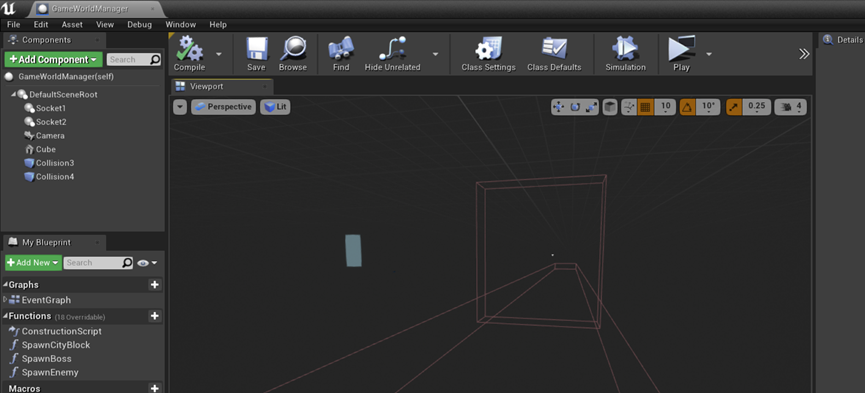 GameWorldManager
File Edit Asset View Debug Window Help
Components
Details
+Add Component
Search
Compile
Save
Browse
Find
Hide Unrelated
Class Settings
Class Defaults
Simulation
Play
GameWorldManager(self)
Viewport
DefaultSceneRoot
Perspective
Lit
10
10°
0.25
4
Socket1
Socket2
Camera
Cube
Collision3
Collision4
My Blueprint
+Add New
Search
Graphs
EventGraph
Functions (18 Overridable)
ConstructionScript
SpawnCityBlock
SpawnBoss
SpawnEnemy
Macros